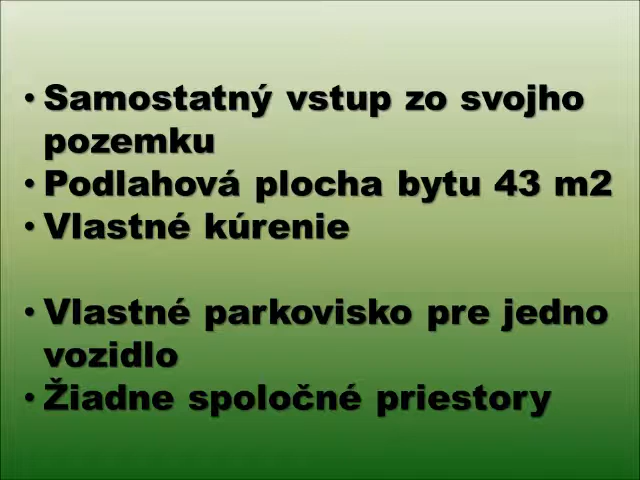 • Samostatný vstup zo svojho
pozemku
• Podlahová plocha bytu 43 m2
• Vlastné kúrenie
• Vlastné parkovisko pre jedno
vozidlo
• Žiadne spoločné priestory